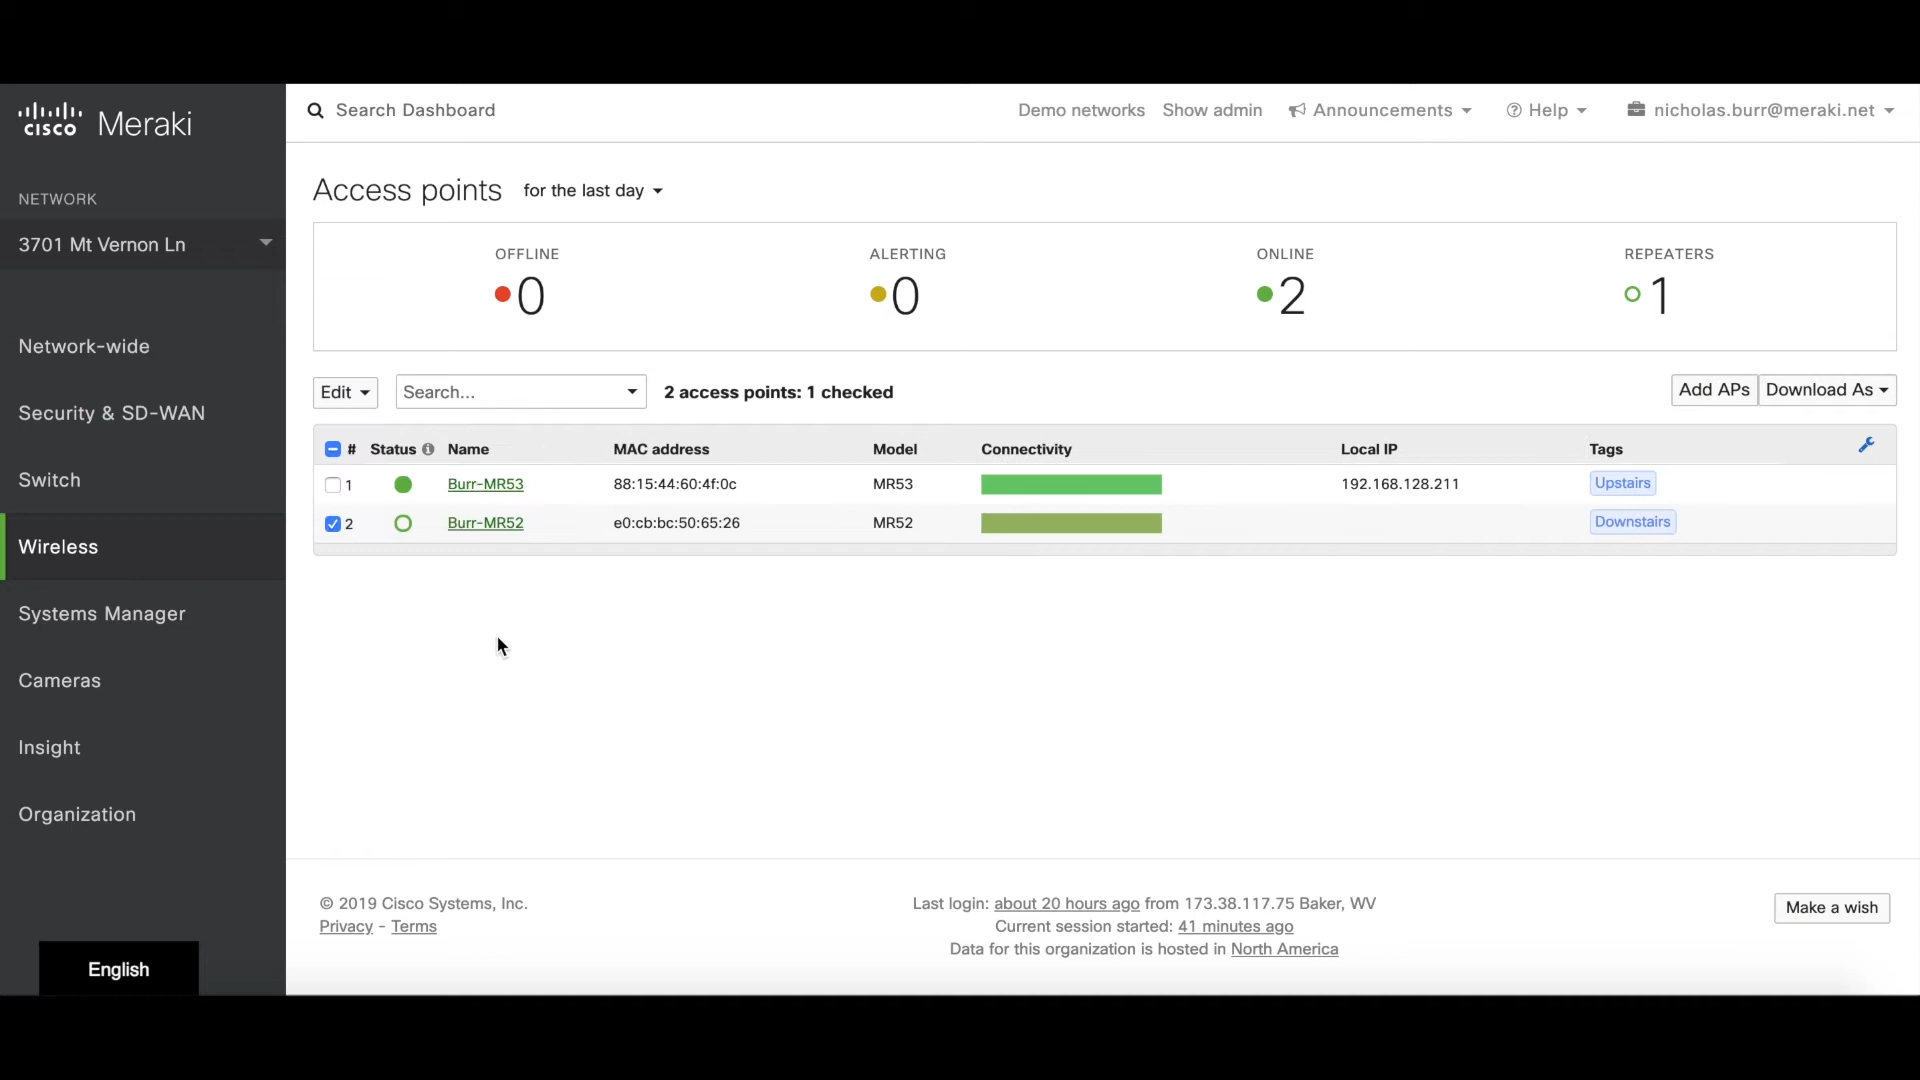 cisco Meraki
Search Dashboard
Demo networks Show admin Announcements Help nicholas.burr@meraki.net
NETWORK
3701 Mt Vernon Ln
Network-wide
Security & SD-WAN
Switch
Wireless
Systems Manager
Cameras
Insight
Organization
English
Access points for the last day
OFFLINE ALERTING ONLINE REPEATERS
0 0 2 1
Edit Search... 2 access points: 1 checked Add APs Download As
# Status Name MAC address Model Connectivity Local IP Tags
1 Burr-MR53 88:15:44:60:4f:0c MR53 192.168.128.211 Upstairs
2 Burr-MR52 e0:cb:bc:50:65:26 MR52 Downstairs
© 2019 Cisco Systems, Inc.
Privacy - Terms
Last login: about 20 hours ago from 173.38.117.75 Baker, WV
Current session started: 41 minutes ago
Data for this organization is hosted in North America
Make a wish